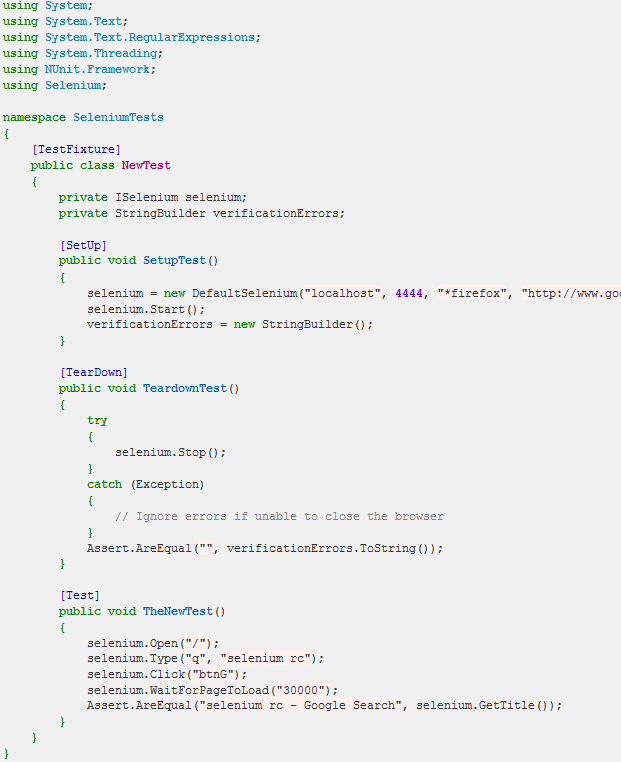 using System;
using System.Text;
using System.Text.RegularExpressions;
using System.Threading;
using NUnit.Framework;
using Selenium;

namespace SeleniumTests
{
    [TestFixture]
    public class NewTest
    {
        private ISelenium selenium;
        private StringBuilder verificationErrors;

        [SetUp]
        public void SetupTest()
        {
            selenium = new DefaultSelenium("localhost", 4444, "*firefox", "http://www.goo
            selenium.Start();
            verificationErrors = new StringBuilder();
        }

        [TearDown]
        public void TeardownTest()
        {
            try
            {
                selenium.Stop();
            }
            catch (Exception)
            {
                // Ignore errors if unable to close the browser
            }
            Assert.AreEqual("", verificationErrors.ToString());
        }

        [Test]
        public void TheNewTest()
        {
            selenium.Open("/");
            selenium.Type("q", "selenium rc");
            selenium.Click("btnG");
            selenium.WaitForPageToLoad("30000");
            Assert.AreEqual("selenium rc - Google Search", selenium.GetTitle());
        }
    }
}